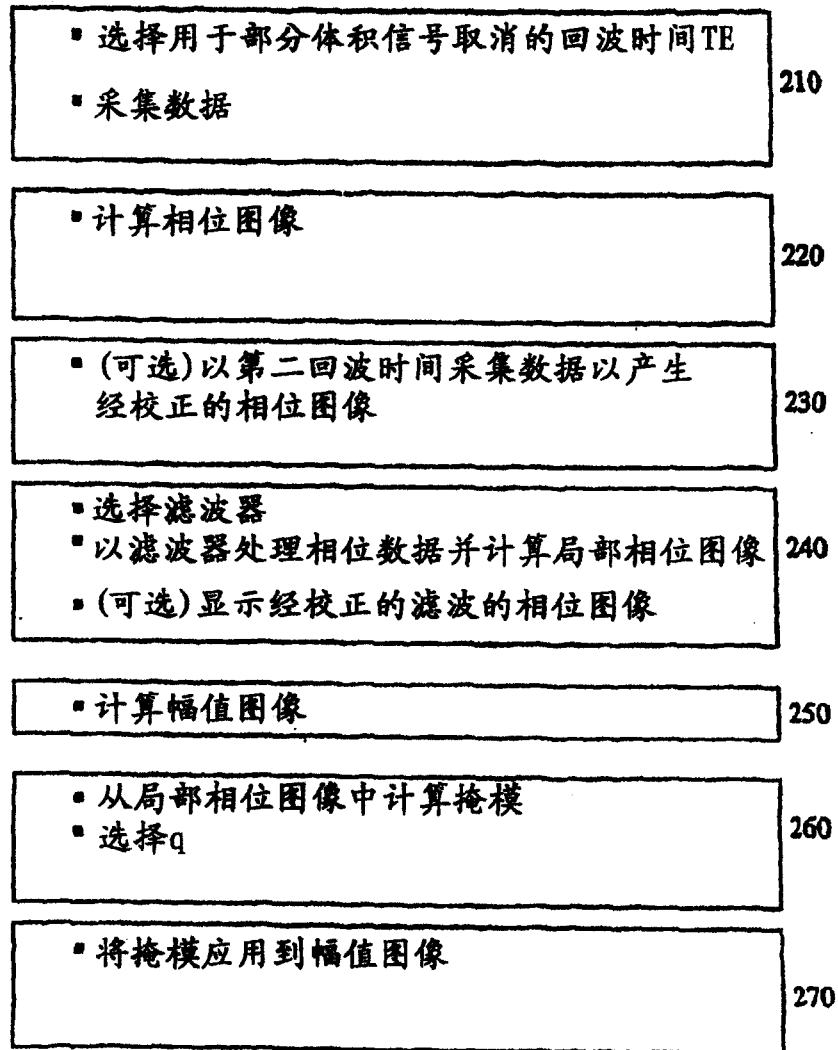 ▪ 选择用于部分体积信号取消的回波时间TE
▪ 采集数据
210
▪ 计算相位图像
220
▪ (可选)以第二回波时间采集数据以产生
经校正的相位图像
230
▪ 选择滤波器
▪ 以滤波器处理相位数据并计算局部相位图像
240
▪ (可选)显示经校正的滤波的相位图像
▪ 计算幅值图像
250
▪ 从局部相位图像中计算掩模
▪ 选择q
260
▪ 将掩模应用到幅值图像
270